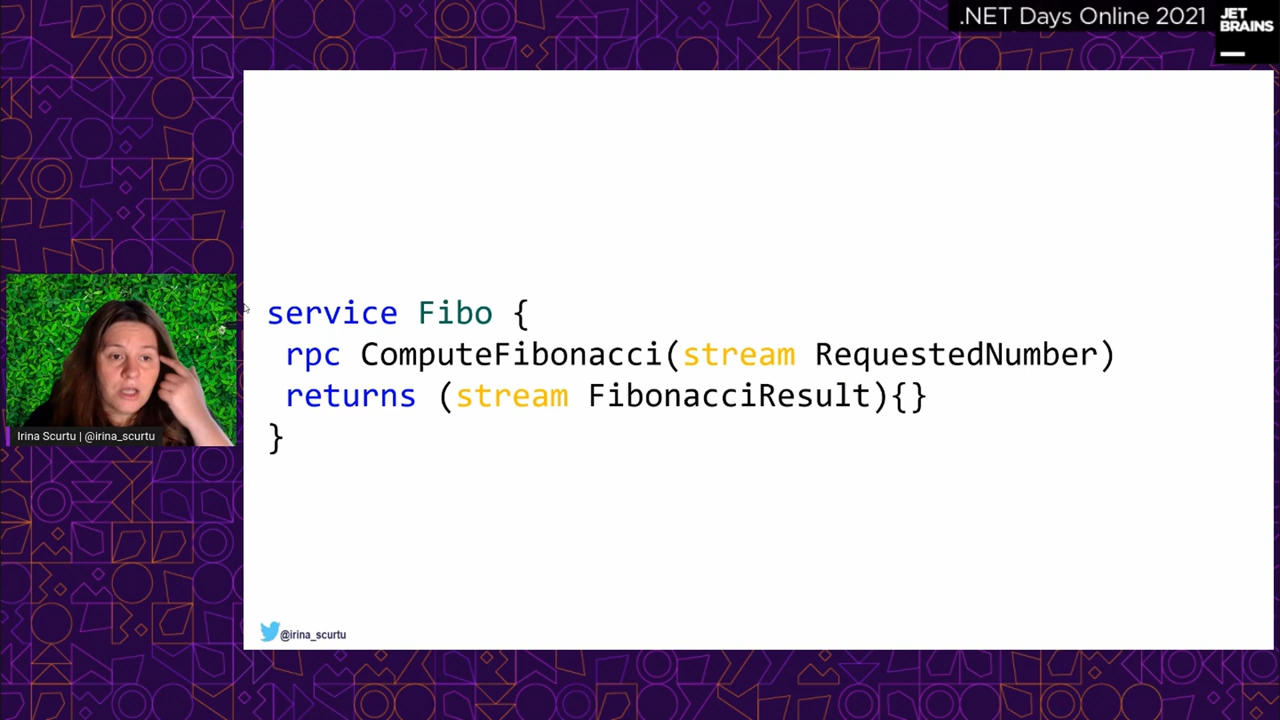 .NET Days Online 2021
JET
BRAINS
service Fibo {
rpc ComputeFibonacci(stream RequestedNumber)
returns (stream FibonacciResult){}
}
Irina Scurtu | @irina_scurtu
@irina_scurtu